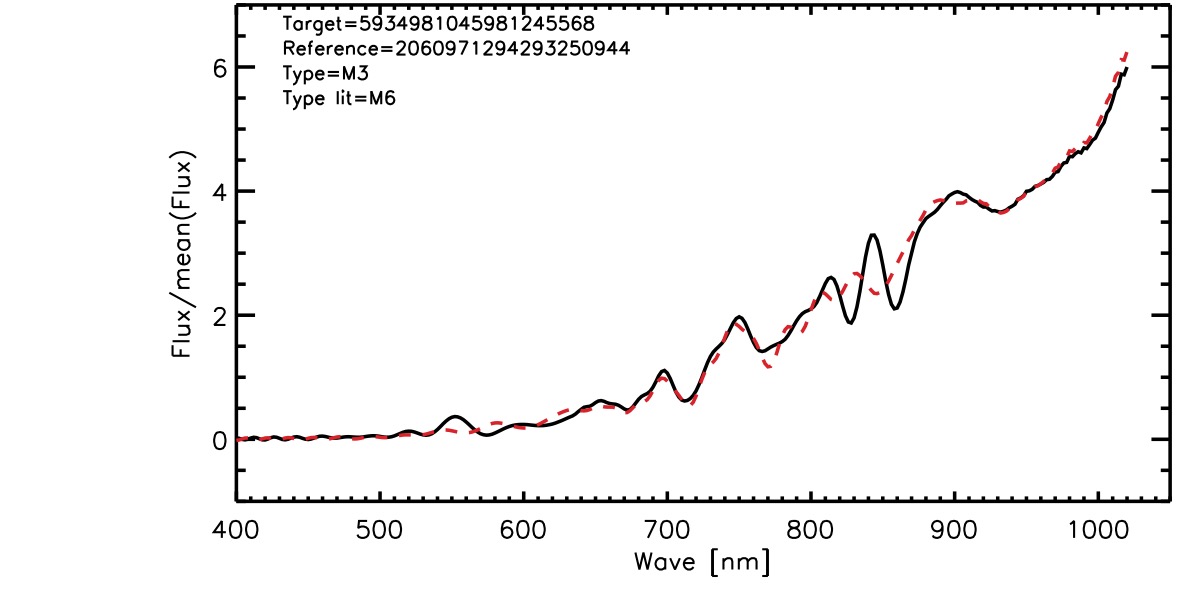 Target=5934981045981245568
Reference=2060971294293250944
Type=M3
Type lit=M6
6
4
2
0
Flux/mean(Flux)
400 500 600 700 800 900 1000
Wave [nm]